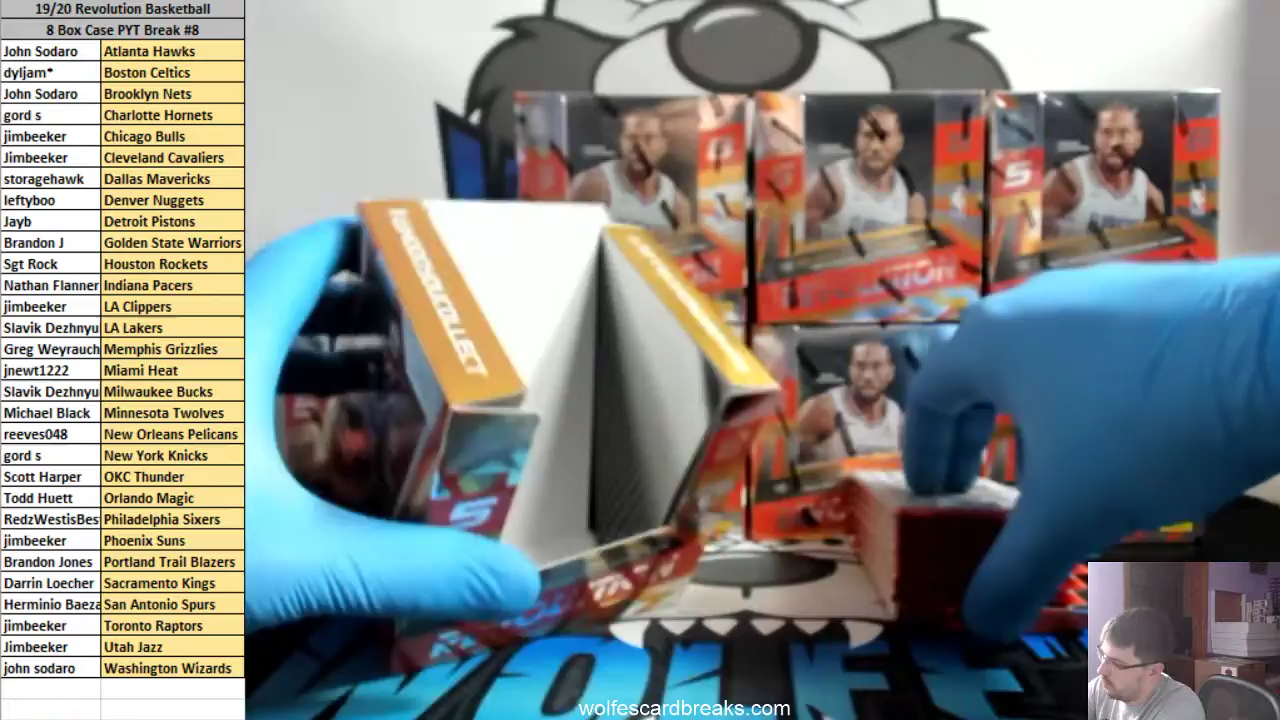 19/20 Revolution Basketball
8 Box Case PYT Break #8
John Sodaro Atlanta Hawks
dyljam* Boston Celtics
John Sodaro Brooklyn Nets
gord s Charlotte Hornets
jimbeeker Chicago Bulls
Jimbeeker Cleveland Cavaliers
storagehawk Dallas Mavericks
leftyboo Denver Nuggets
Jayb Detroit Pistons
Brandon J Golden State Warriors
Sgt Rock Houston Rockets
Nathan Flanner Indiana Pacers
jimbeeker LA Clippers
Slavik Dezhnyu LA Lakers
Greg Weyrauch Memphis Grizzlies
jnewt1222 Miami Heat
Slavik Dezhnyu Milwaukee Bucks
Michael Black Minnesota Twolves
reeves048 New Orleans Pelicans
gord s New York Knicks
Scott Harper OKC Thunder
Todd Huett Orlando Magic
RedzWestisBes Philadelphia Sixers
jimbeeker Phoenix Suns
Brandon Jones Portland Trail Blazers
Darrin Loecher Sacramento Kings
Herminio Baeza San Antonio Spurs
jimbeeker Toronto Raptors
Jimbeeker Utah Jazz
john sodaro Washington Wizards
WOLFE
wolfescardbreaks.com